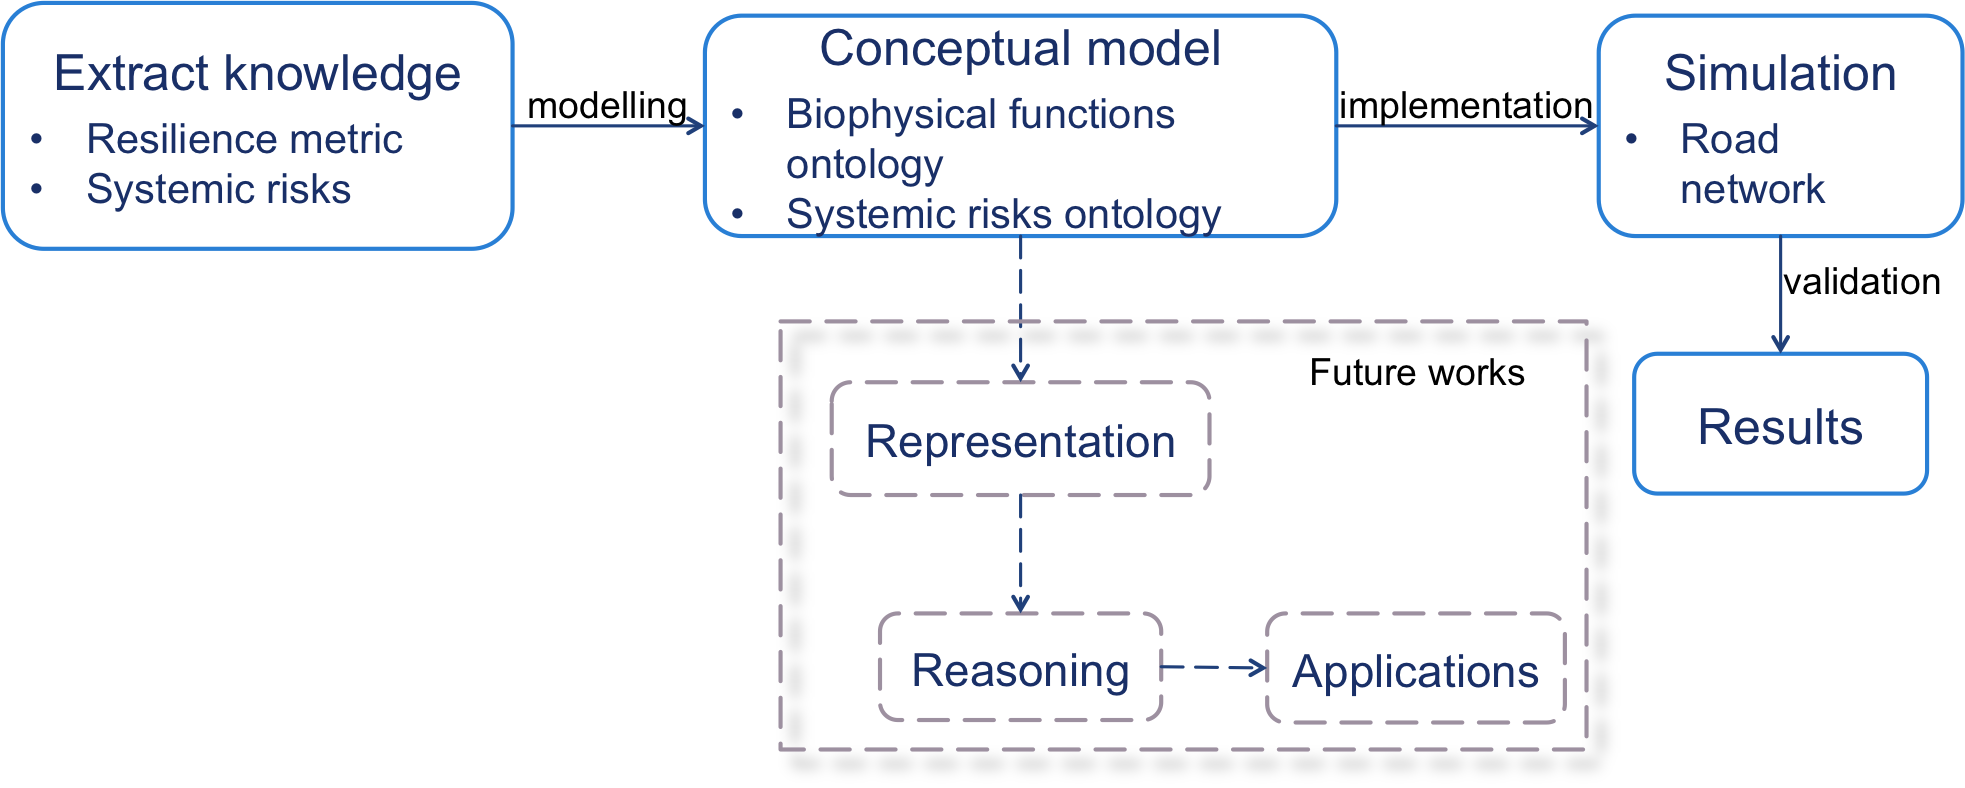 Extract knowledge
• Resilience metric
• Systemic risks
modelling
Conceptual model
• Biophysical functions
ontology
• Systemic risks ontology
implementation
Simulation
• Road
network
validation
Results
Future works
Representation
Reasoning
Applications